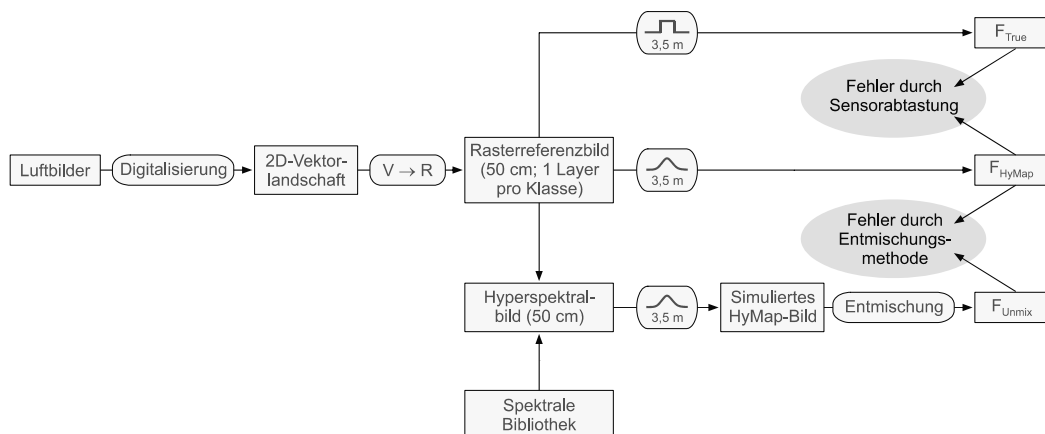 3,5 m
F_True
Fehler durch
Sensorabtastung
Luftbilder
Digitalisierung
2D-Vektor-
landschaft
V → R
Rasterreferenzbild
(50 cm; 1 Layer
pro Klasse)
3,5 m
F_HyMap
Fehler durch
Entmischungs-
methode
Hyperspektral-
bild (50 cm)
3,5 m
Simuliertes
HyMap-Bild
Entmischung
F_Unmix
Spektrale
Bibliothek